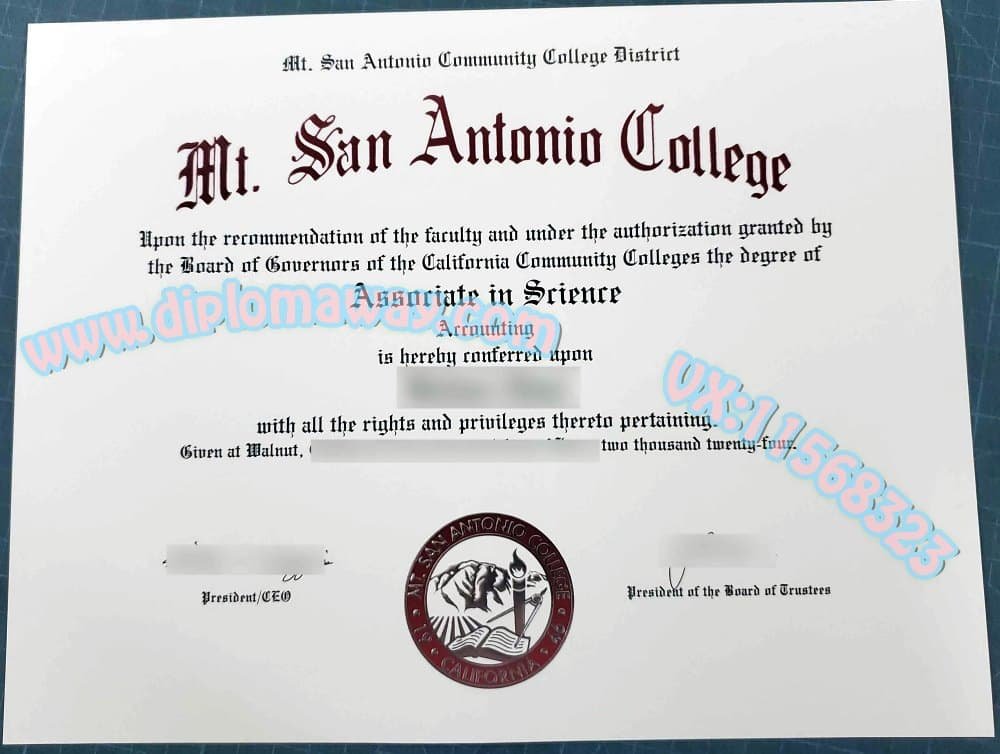 Mt. San Antonio Community College District
Mt. San Antonio College
Upon the recommendation of the faculty and under the authorization granted by
the Board of Governors of the California Community Colleges the degree of
Associate in Science
www.diplomaway.com
Accounting
is hereby conferred upon
VX:115683323
with all the rights and privileges thereto pertaining.
Given at Walnut, two thousand twenty-four.
President/CEO
President of the Board of Trustees
MT. SAN ANTONIO COLLEGE
CALIFORNIA